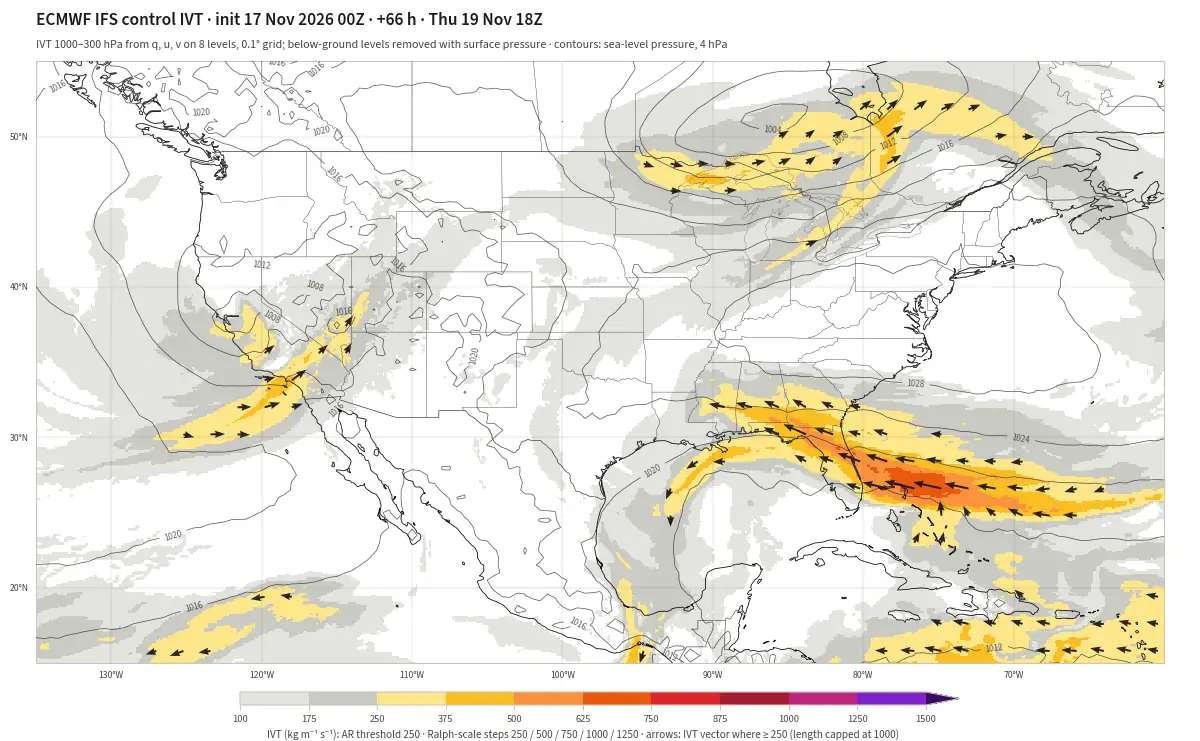 ECMWF IFS control IVT · init 17 Nov 2026 00Z · +66 h · Thu 19 Nov 18Z
IVT 1000–300 hPa from q, u, v on 8 levels, 0.1° grid; below-ground levels removed with surface pressure · contours: sea-level pressure, 4 hPa
1016
1016
1016
1020
1020
1004
1008
1012
1016
50°N
1016
1012
1016
1008
40°N
1008
1016
1020
1028
1016
30°N
1024
1020
1020
20°N
1016
1016
1012
130°W 120°W 110°W 100°W 90°W 80°W 70°W
100 175 250 375 500 625 750 875 1000 1250 1500
IVT (kg m⁻¹ s⁻¹): AR threshold 250 · Ralph-scale steps 250 / 500 / 750 / 1000 / 1250 · arrows: IVT vector where ≥ 250 (length capped at 1000)